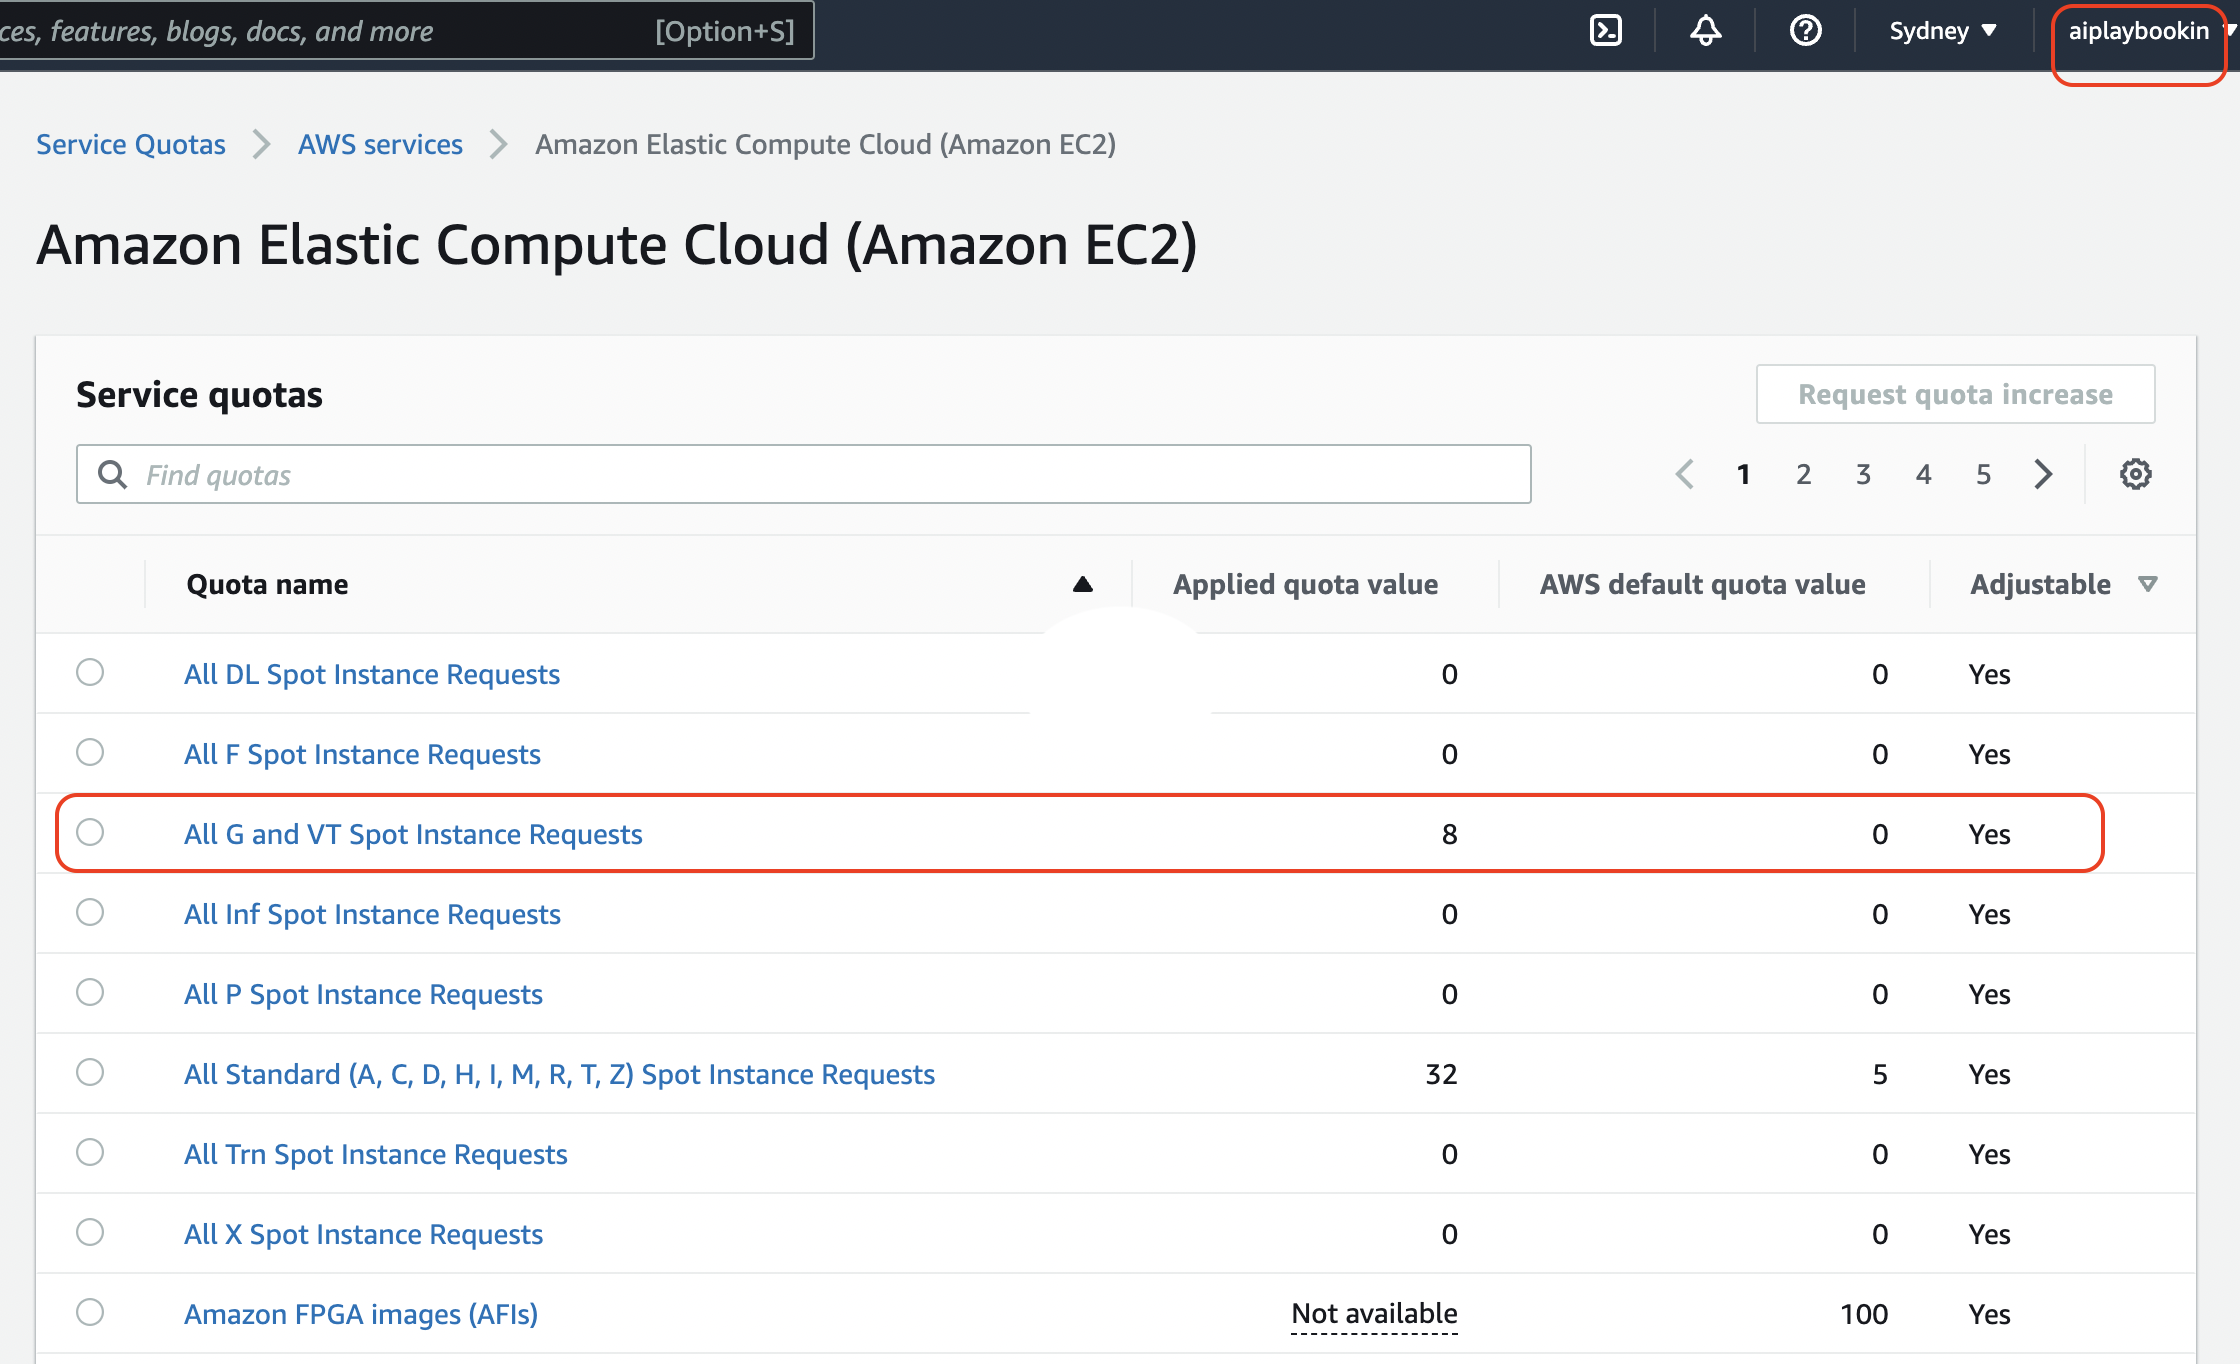 ces, features, blogs, docs, and more [Option+S] Sydney aiplaybookin
Service Quotas AWS services Amazon Elastic Compute Cloud (Amazon EC2)
Amazon Elastic Compute Cloud (Amazon EC2)
Service quotas Request quota increase
Find quotas 1 2 3 4 5
Quota name Applied quota value AWS default quota value Adjustable
All DL Spot Instance Requests 0 0 Yes
All F Spot Instance Requests 0 0 Yes
All G and VT Spot Instance Requests 8 0 Yes
All Inf Spot Instance Requests 0 0 Yes
All P Spot Instance Requests 0 0 Yes
All Standard (A, C, D, H, I, M, R, T, Z) Spot Instance Requests 32 5 Yes
All Trn Spot Instance Requests 0 0 Yes
All X Spot Instance Requests 0 0 Yes
Amazon FPGA images (AFIs) Not available 100 Yes